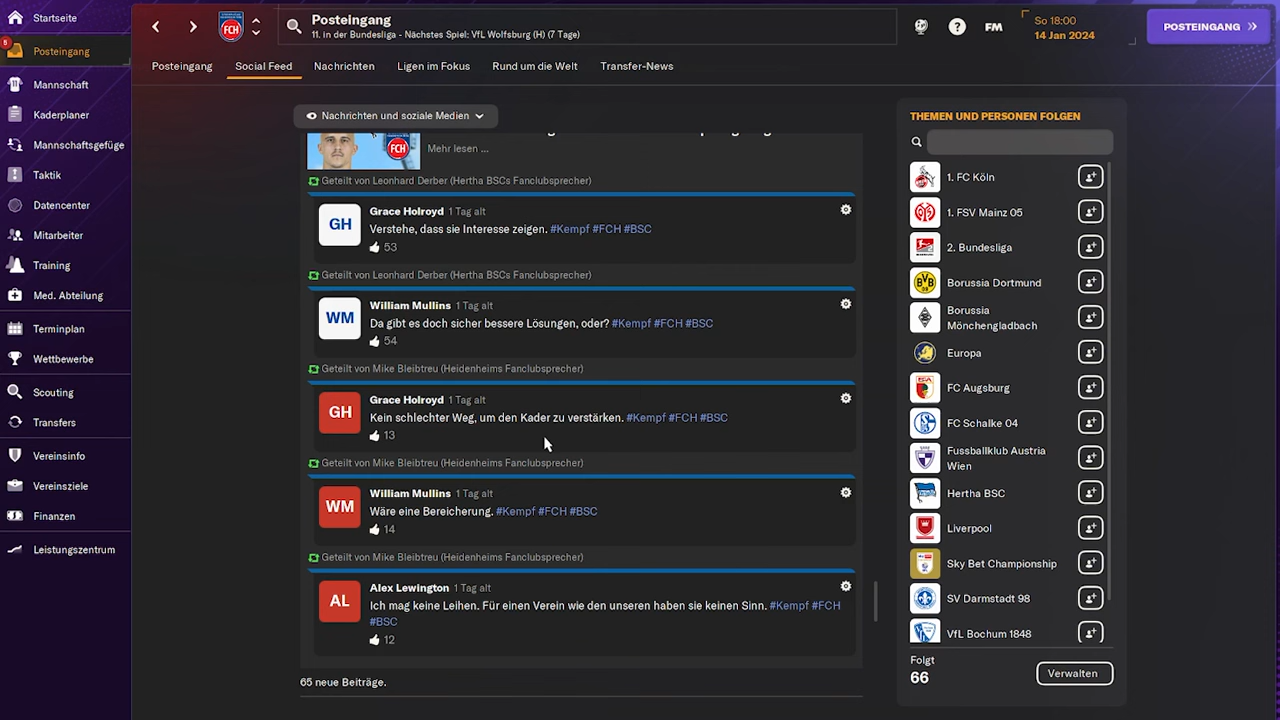 Startseite
5
Posteingang
Mannschaft
Kaderplaner
Mannschaftsgefüge
Taktik
Datencenter
Mitarbeiter
Training
Med. Abteilung
Terminplan
Wettbewerbe
Scouting
Transfers
Vereinsinfo
Vereinsziele
Finanzen
Leistungszentrum
FCH
Posteingang
11. in der Bundesliga - Nächstes Spiel: VfL Wolfsburg (H) (7 Tage)
?
FM
So 18:00
14 Jan 2024
POSTEINGANG
Posteingang
Social Feed
Nachrichten
Ligen im Fokus
Rund um die Welt
Transfer-News
Nachrichten und soziale Medien
FCH
Mehr lesen ...
Geteilt von Leonhard Derber (Hertha BSCs Fanclubsprecher)
GH
Grace Holroyd 1 Tag alt
Verstehe, dass sie Interesse zeigen. #Kempf #FCH #BSC
53
Geteilt von Leonhard Derber (Hertha BSCs Fanclubsprecher)
WM
William Mullins 1 Tag alt
Da gibt es doch sicher bessere Lösungen, oder? #Kempf #FCH #BSC
54
Geteilt von Mike Bleibtreu (Heidenheims Fanclubsprecher)
GH
Grace Holroyd 1 Tag alt
Kein schlechter Weg, um den Kader zu verstärken. #Kempf #FCH #BSC
13
Geteilt von Mike Bleibtreu (Heidenheims Fanclubsprecher)
WM
William Mullins 1 Tag alt
Wäre eine Bereicherung. #Kempf #FCH #BSC
14
Geteilt von Mike Bleibtreu (Heidenheims Fanclubsprecher)
AL
Alex Lewington 1 Tag alt
Ich mag keine Leihen. Für einen Verein wie den unseren haben sie keinen Sinn. #Kempf #FCH
#BSC
12
65 neue Beiträge.
THEMEN UND PERSONEN FOLGEN
1. FC Köln
1. FSV Mainz 05
2. Bundesliga
Borussia Dortmund
Borussia
Mönchengladbach
Europa
FC Augsburg
FC Schalke 04
Fussballklub Austria
Wien
Hertha BSC
Liverpool
Sky Bet Championship
SV Darmstadt 98
VfL Bochum 1848
Folgt
66
Verwalten